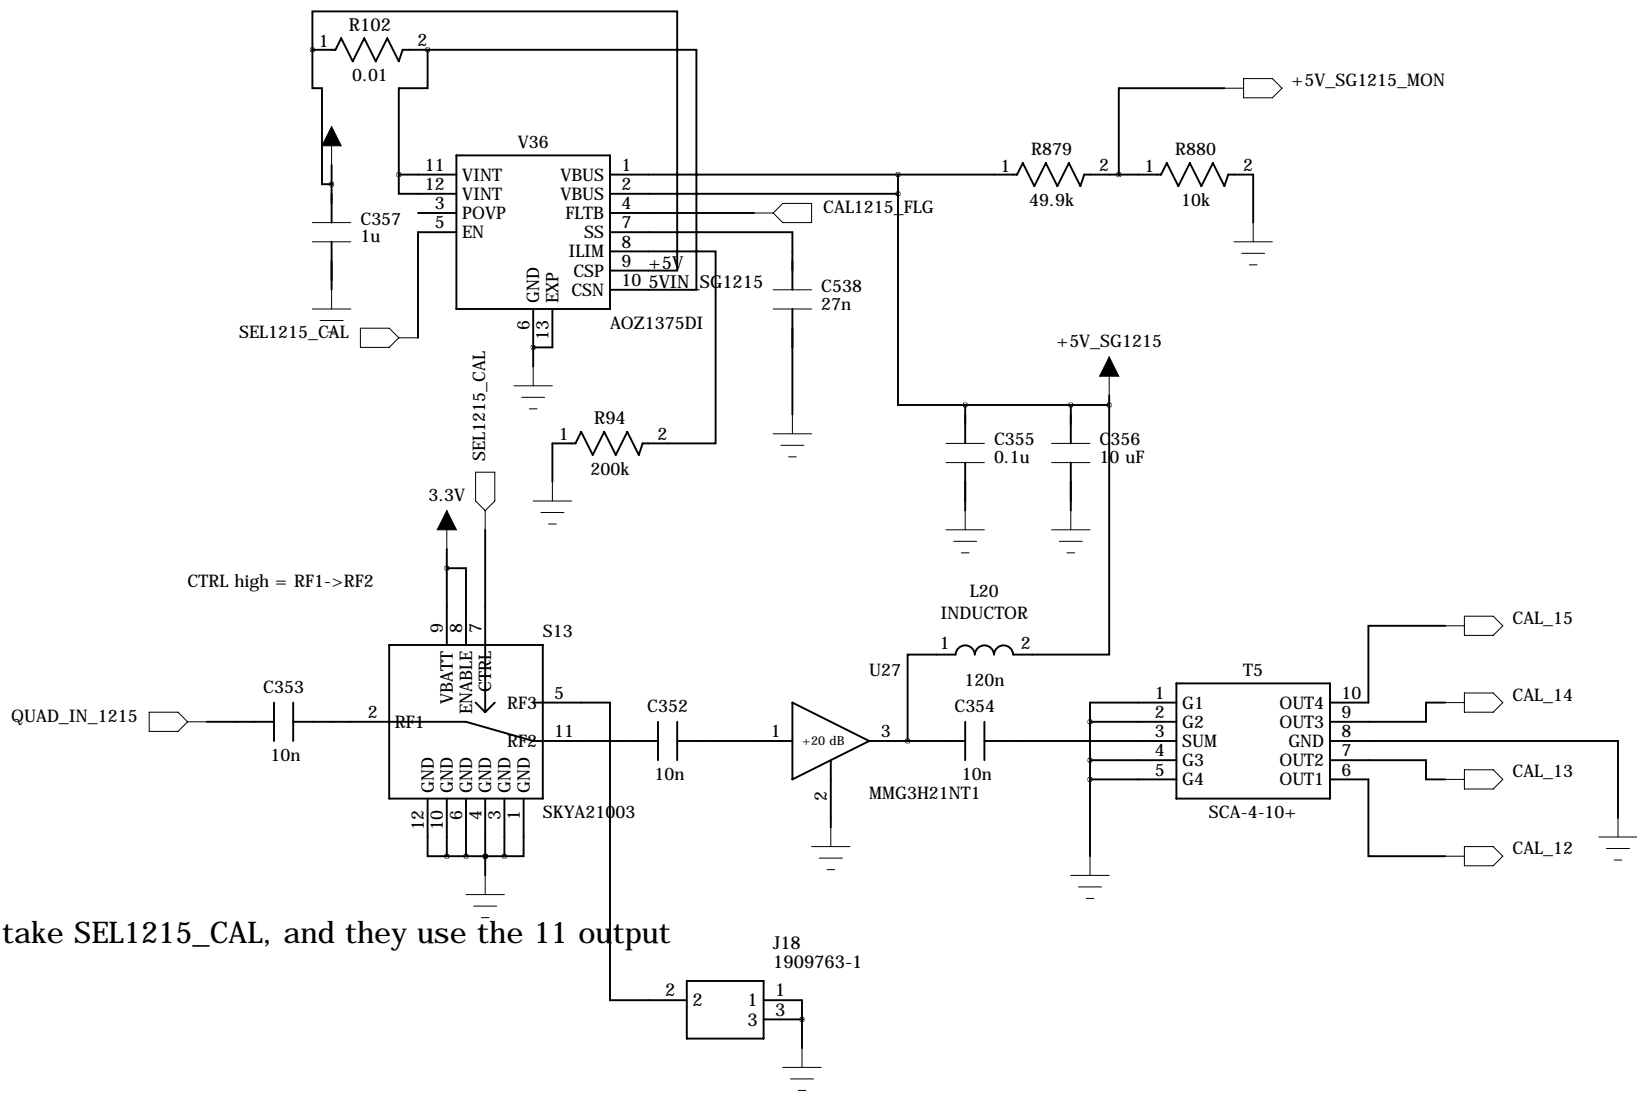 R102
1 2
0.01
+5V_SG1215_MON
V36
R879
1 2
49.9k
R880
1 2
10k
11 VINT
12 VINT
3 POVP
5 EN
VBUS 1
VBUS 2
FLTB 4
SS 7
ILIM 8
CSP 9
CSN 10
GND 6
EXP 13
AOZ1375DI
+5V
5VIN_SG1215
CAL1215_FLG
C357
1u
C538
27n
SEL1215_CAL
SEL1215_CAL
R94
1 2
200k
+5V_SG1215
C355
0.1u
C356
10 uF
3.3V
CTRL high = RF1->RF2
L20
INDUCTOR
1 2
120n
S13
9 8 7
VBATT
ENABLE
CTRL
RF3 5
2 RF1
RF2 11
GND GND GND GND GND GND
12 10 6 4 3 1
SKYA21003
QUAD_IN_1215
C353
10n
C352
10n
U27
1 +20 dB 3
2
MMG3H21NT1
C354
10n
T5
1 G1
2 G2
3 SUM
4 G3
5 G4
OUT4 10
OUT3 9
GND 8
OUT2 7
OUT1 6
SCA-4-10+
CAL_15
CAL_14
CAL_13
CAL_12
take SEL1215_CAL, and they use the 11 output
J18
1909763-1
2 2 1 1
3 3